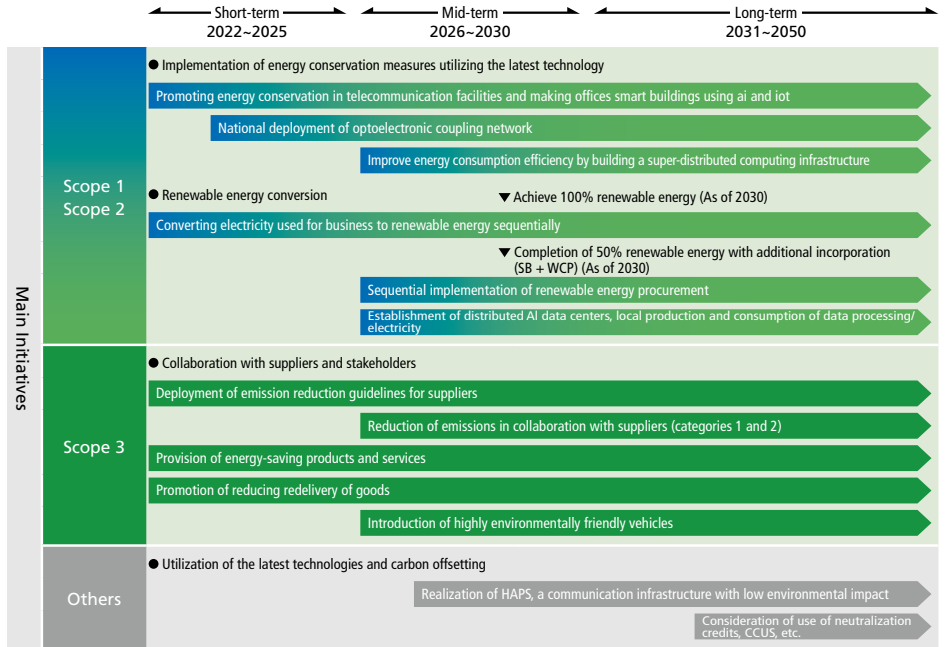 Short-term
2022~2025
Mid-term
2026~2030
Long-term
2031~2050
Main Initiatives
Scope 1
Scope 2
● Implementation of energy conservation measures utilizing the latest technology
Promoting energy conservation in telecommunication facilities and making offices smart buildings using ai and iot
National deployment of optoelectronic coupling network
Improve energy consumption efficiency by building a super-distributed computing infrastructure
● Renewable energy conversion
▼ Achieve 100% renewable energy (As of 2030)
Converting electricity used for business to renewable energy sequentially
▼ Completion of 50% renewable energy with additional incorporation
(SB + WCP) (As of 2030)
Sequential implementation of renewable energy procurement
Establishment of distributed AI data centers, local production and consumption of data processing/
electricity
Scope 3
● Collaboration with suppliers and stakeholders
Deployment of emission reduction guidelines for suppliers
Reduction of emissions in collaboration with suppliers (categories 1 and 2)
Provision of energy-saving products and services
Promotion of reducing redelivery of goods
Introduction of highly environmentally friendly vehicles
Others
● Utilization of the latest technologies and carbon offsetting
Realization of HAPS, a communication infrastructure with low environmental impact
Consideration of use of neutralization
credits, CCUS, etc.